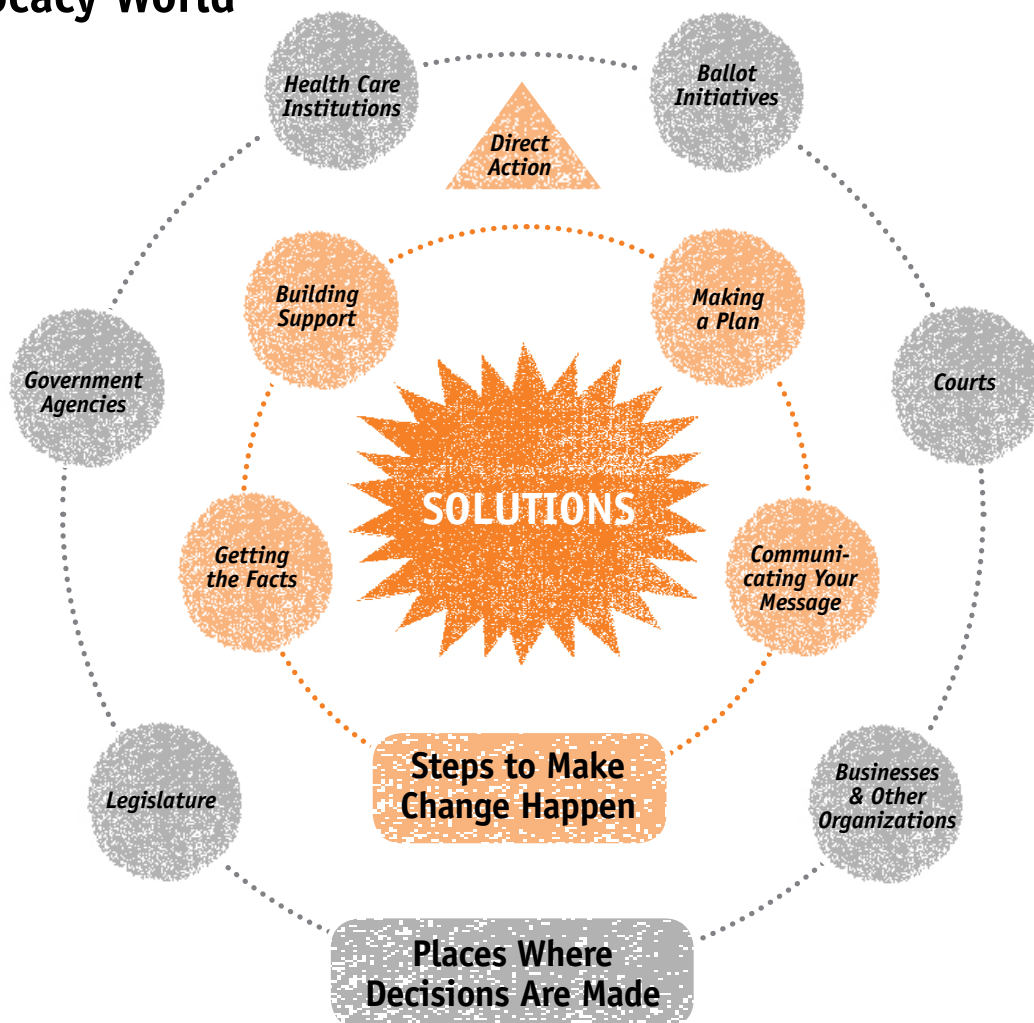 World
Health Care
Institutions
Ballot
Initiatives
Direct
Action
Building
Support
Making
a Plan
Government
Agencies
Courts
SOLUTIONS
Getting
the Facts
Communi-
cating Your
Message
Steps to Make
Change Happen
Legislature
Businesses
& Other
Organizations
Places Where
Decisions Are Made